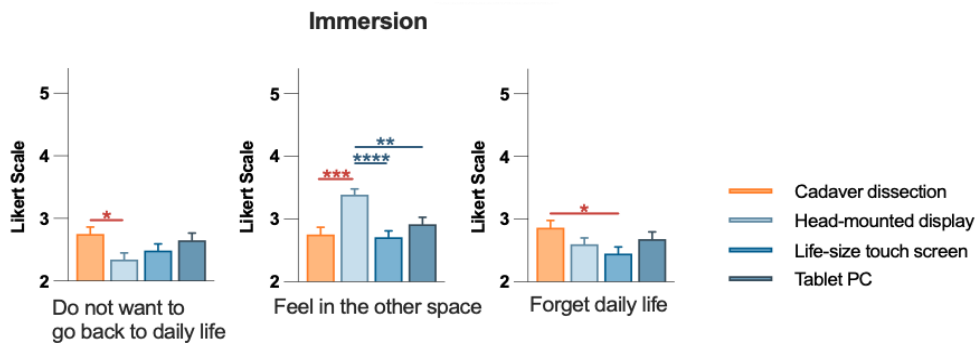 Immersion
Likert Scale
5
4
3
2
*
Do not want to
go back to daily life
Likert Scale
5
4
3
2
***
****
**
Feel in the other space
Likert Scale
5
4
3
2
*
Forget daily life
Cadaver dissection
Head-mounted display
Life-size touch screen
Tablet PC